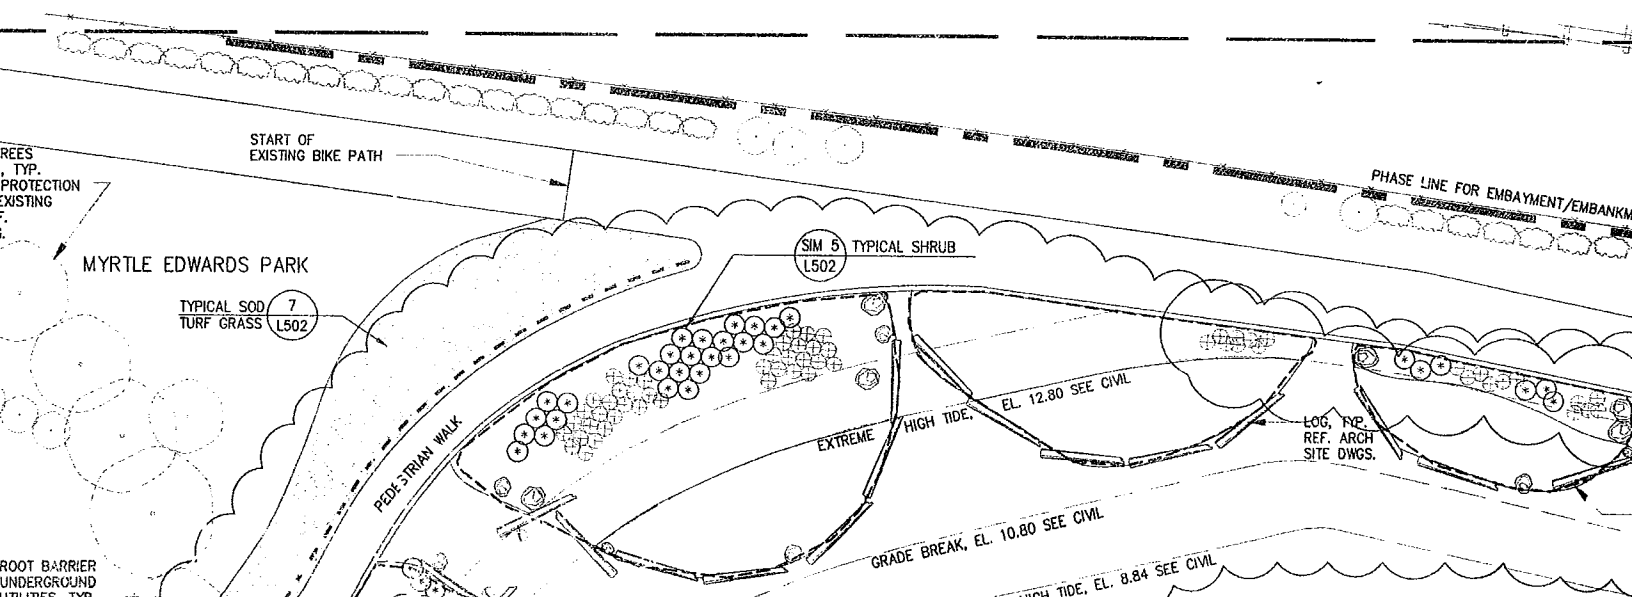 START OF
EXISTING BIKE PATH
REES
, TYP.
PROTECTION
EXISTING
F.
MYRTLE EDWARDS PARK
TYPICAL SOD
TURF GRASS
7
L502
SIM 5
L502
TYPICAL SHRUB
PHASE LINE FOR EMBAYMENT/EMBANKM
PEDESTRIAN WALK
EXTREME HIGH TIDE, EL. 12.80 SEE CIVIL
LOG, TYP.
REF. ARCH
SITE DWGS.
GRADE BREAK, EL. 10.80 SEE CIVIL
HIGH TIDE, EL. 8.84 SEE CIVIL
ROOT BARRIER
UNDERGROUND
UTILITIES, TYP.